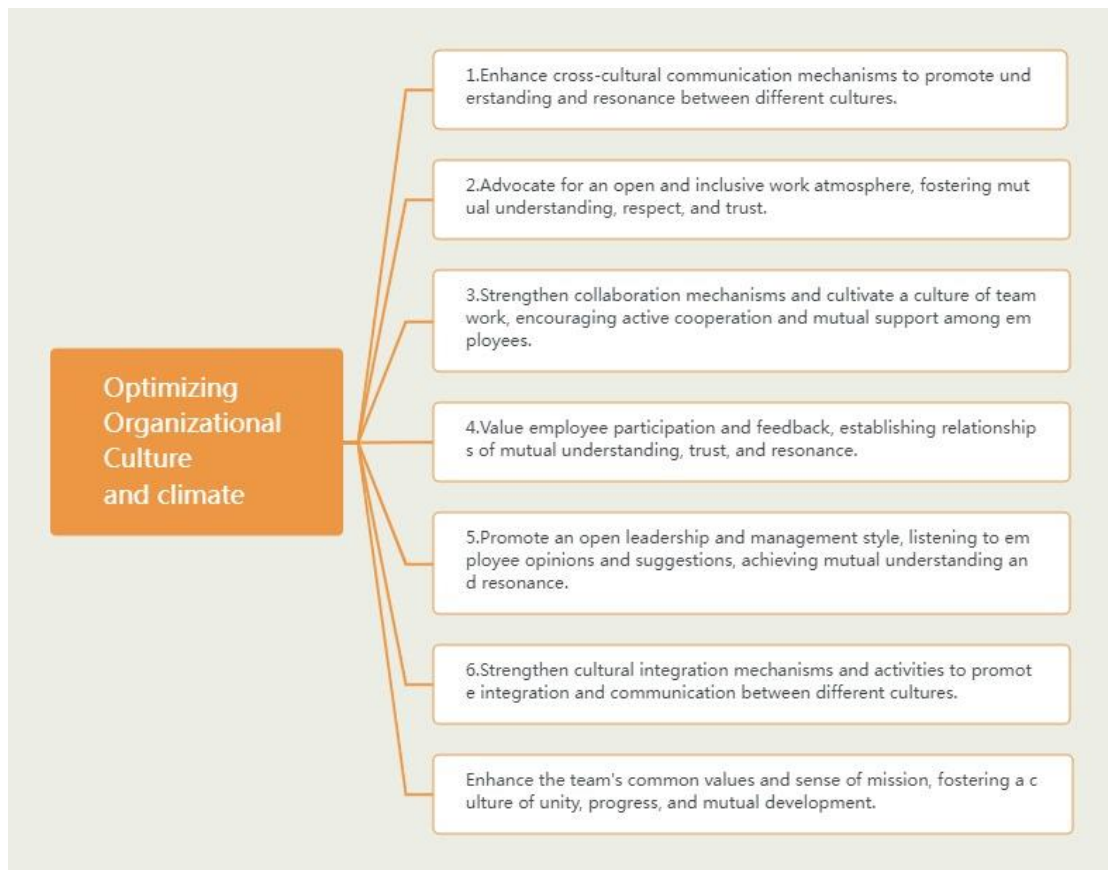 Optimizing
Organizational
Culture
and climate
1.Enhance cross-cultural communication mechanisms to promote und
erstanding and resonance between different cultures.
2.Advocate for an open and inclusive work atmosphere, fostering mut
ual understanding, respect, and trust.
3.Strengthen collaboration mechanisms and cultivate a culture of team
work, encouraging active cooperation and mutual support among em
ployees.
4.Value employee participation and feedback, establishing relationship
s of mutual understanding, trust, and resonance.
5.Promote an open leadership and management style, listening to em
ployee opinions and suggestions, achieving mutual understanding an
d resonance.
6.Strengthen cultural integration mechanisms and activities to promot
e integration and communication between different cultures.
Enhance the team's common values and sense of mission, fostering a c
ulture of unity, progress, and mutual development.